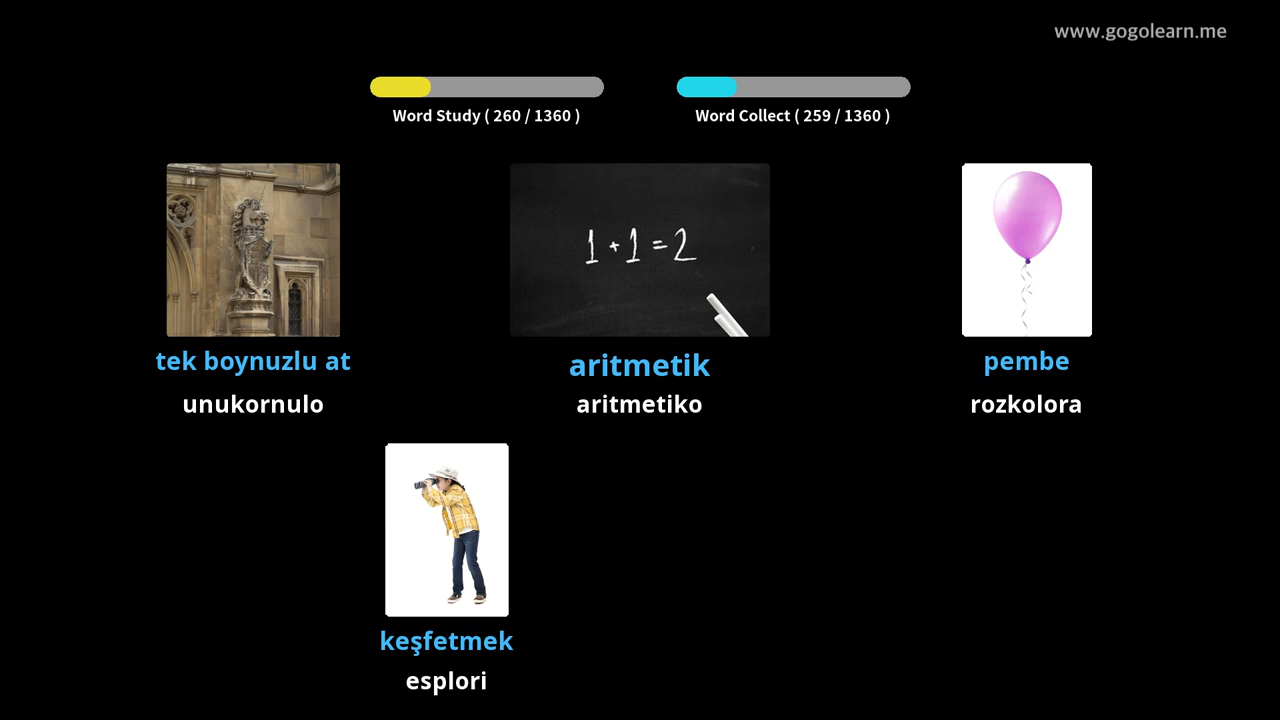 www.gogolearn.me
Word Study ( 260 / 1360 )
Word Collect ( 259 / 1360 )
1 + 1 = 2
tek boynuzlu at
unukornulo
aritmetik
aritmetiko
pembe
rozkolora
keşfetmek
esplori